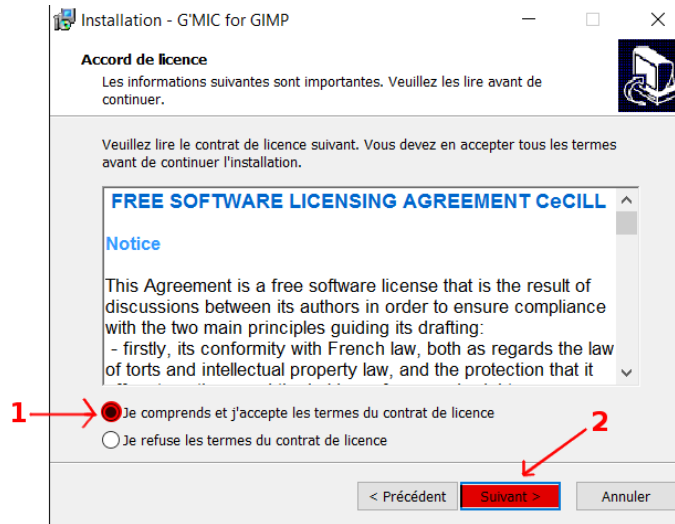 Installation - G'MIC for GIMP
Accord de licence
Les informations suivantes sont importantes. Veuillez les lire avant de
continuer.
Veuillez lire le contrat de licence suivant. Vous devez en accepter tous les termes
avant de continuer l'installation.
FREE SOFTWARE LICENSING AGREEMENT CeCILL
Notice
This Agreement is a free software license that is the result of
discussions between its authors in order to ensure compliance
with the two main principles guiding its drafting:
- firstly, its conformity with French law, both as regards the law
of torts and intellectual property law, and the protection that it
1
Je comprends et j'accepte les termes du contrat de licence
2
Je refuse les termes du contrat de licence
< Précédent
Suivant >
Annuler